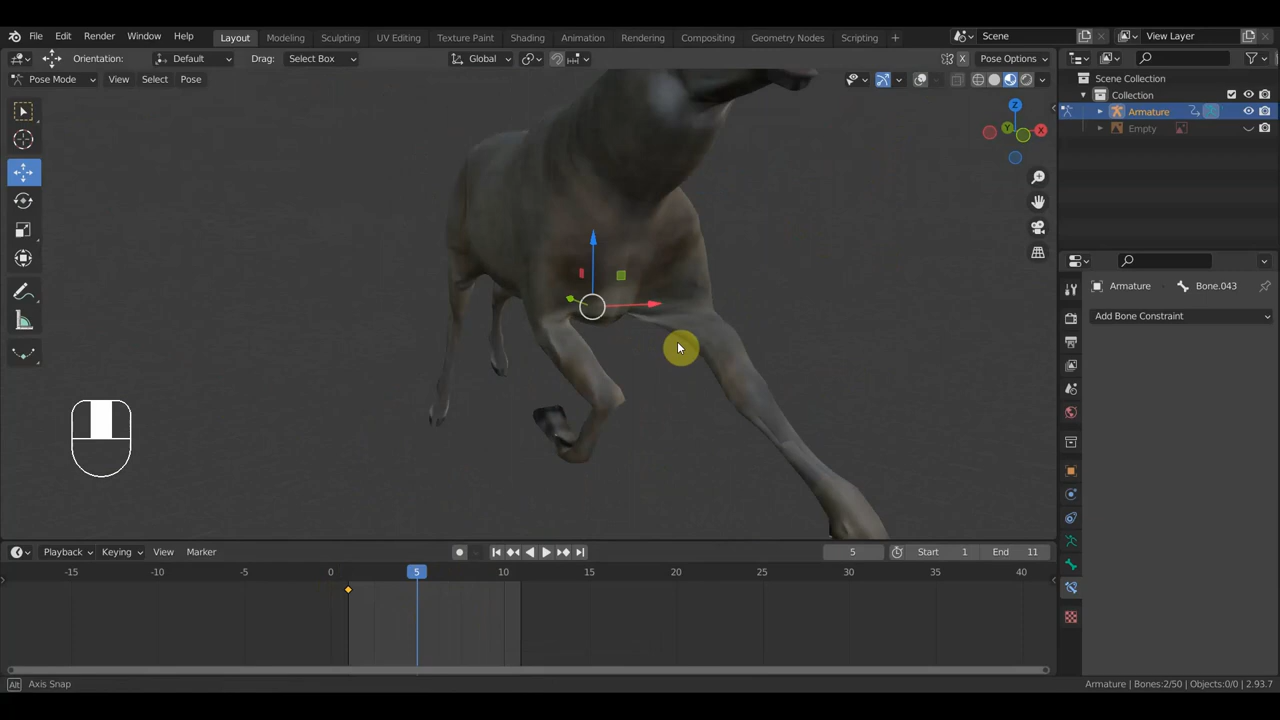 File Edit Render Window Help Layout Modeling Sculpting UV Editing Texture Paint Shading Animation Rendering Compositing Geometry Nodes Scripting + Scene View Layer
Orientation: Default Drag: Select Box Global Pose Options
Pose Mode View Select Pose Scene Collection
Collection
Armature
Empty
Z
Y X
Armature Bone.043
Add Bone Constraint
Playback Keying View Marker 5 Start 1 End 11
-15 -10 -5 0 5 10 15 20 25 30 35 40
Alt Axis Snap Armature | Bones:2/50 | Objects:0/0 | 2.93.7